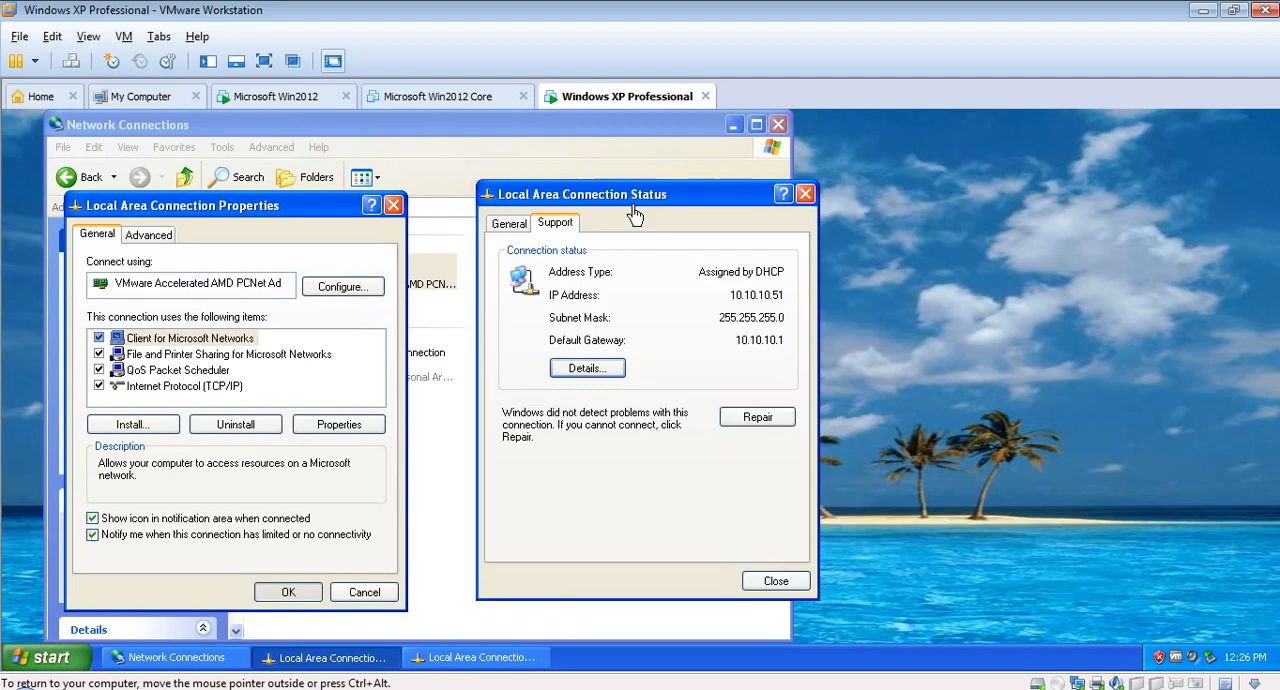 Windows XP Professional - VMware Workstation
File Edit View VM Tabs Help
Home
My Computer
Microsoft Win2012
Microsoft Win2012 Core
Windows XP Professional
Network Connections
File Edit View Favorites Tools Help
Back
Search
Folders
Ad
MD PCN...
nnection
onal Ar...
Details
Local Area Connection Properties
General
Advanced
Connect using:
VMware Accelerated AMD PCNet Ad
Configure...
This connection uses the following items:
Client for Microsoft Networks
File and Printer Sharing for Microsoft Networks
QoS Packet Scheduler
Internet Protocol (TCP/IP)
Install...
Uninstall
Properties
Description
Allows your computer to access resources on a Microsoft
network.
Show icon in notification area when connected
Notify me when this connection has limited or no connectivity
OK
Cancel
Local Area Connection Status
General
Support
Connection status
Address Type: Assigned by DHCP
IP Address: 10.10.10.51
Subnet Mask: 255.255.255.0
Default Gateway: 10.10.10.1
Details...
Windows did not detect problems with this
connection. If you cannot connect, click
Repair.
Repair
Close
start
Network Connections
Local Area Connectio...
Local Area Connectio...
12:26 PM
To return to your computer, move the mouse pointer outside or press Ctrl+Alt.